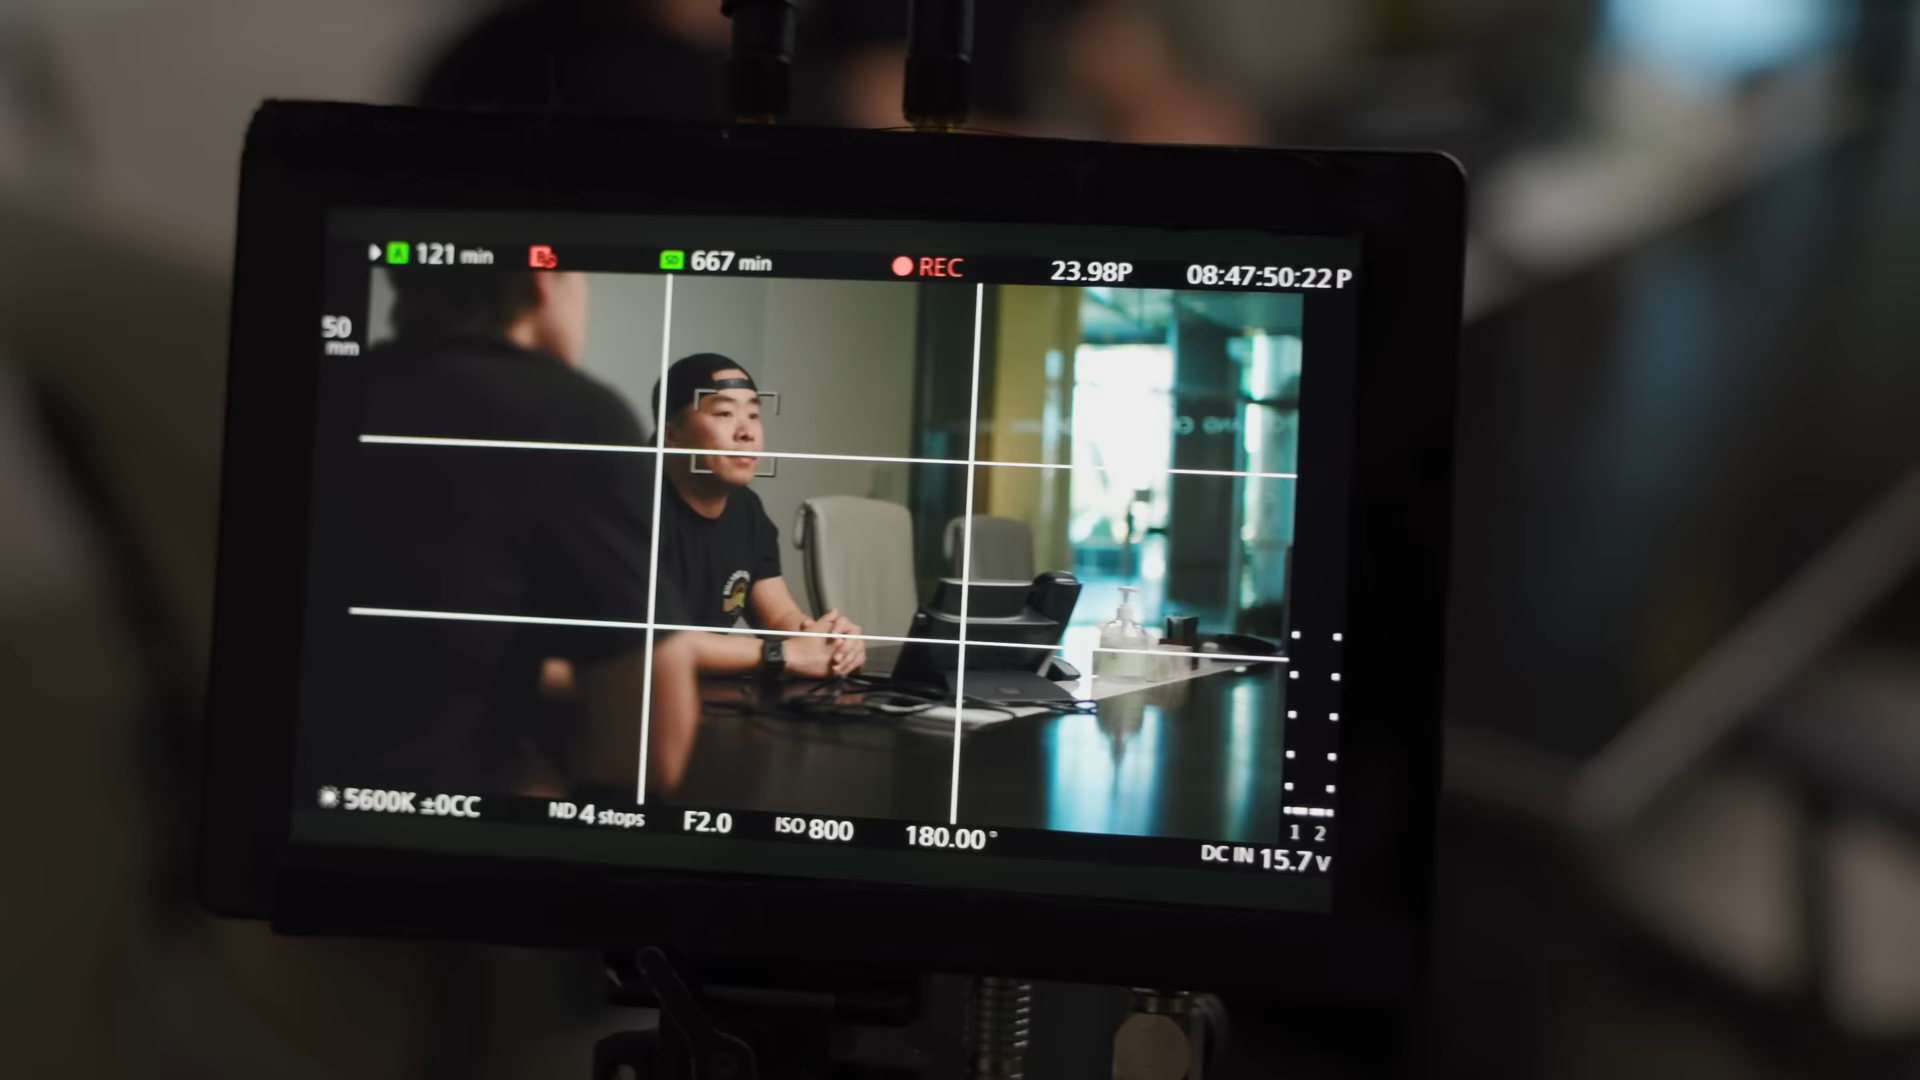 A 121 min
B
SD 667 min
REC
23.98P
08:47:50:22 P
50
mm
5600K ±0CC
ND 4 stops
F2.0
ISO 800
180.00°
1 2
DC IN 15.7 V